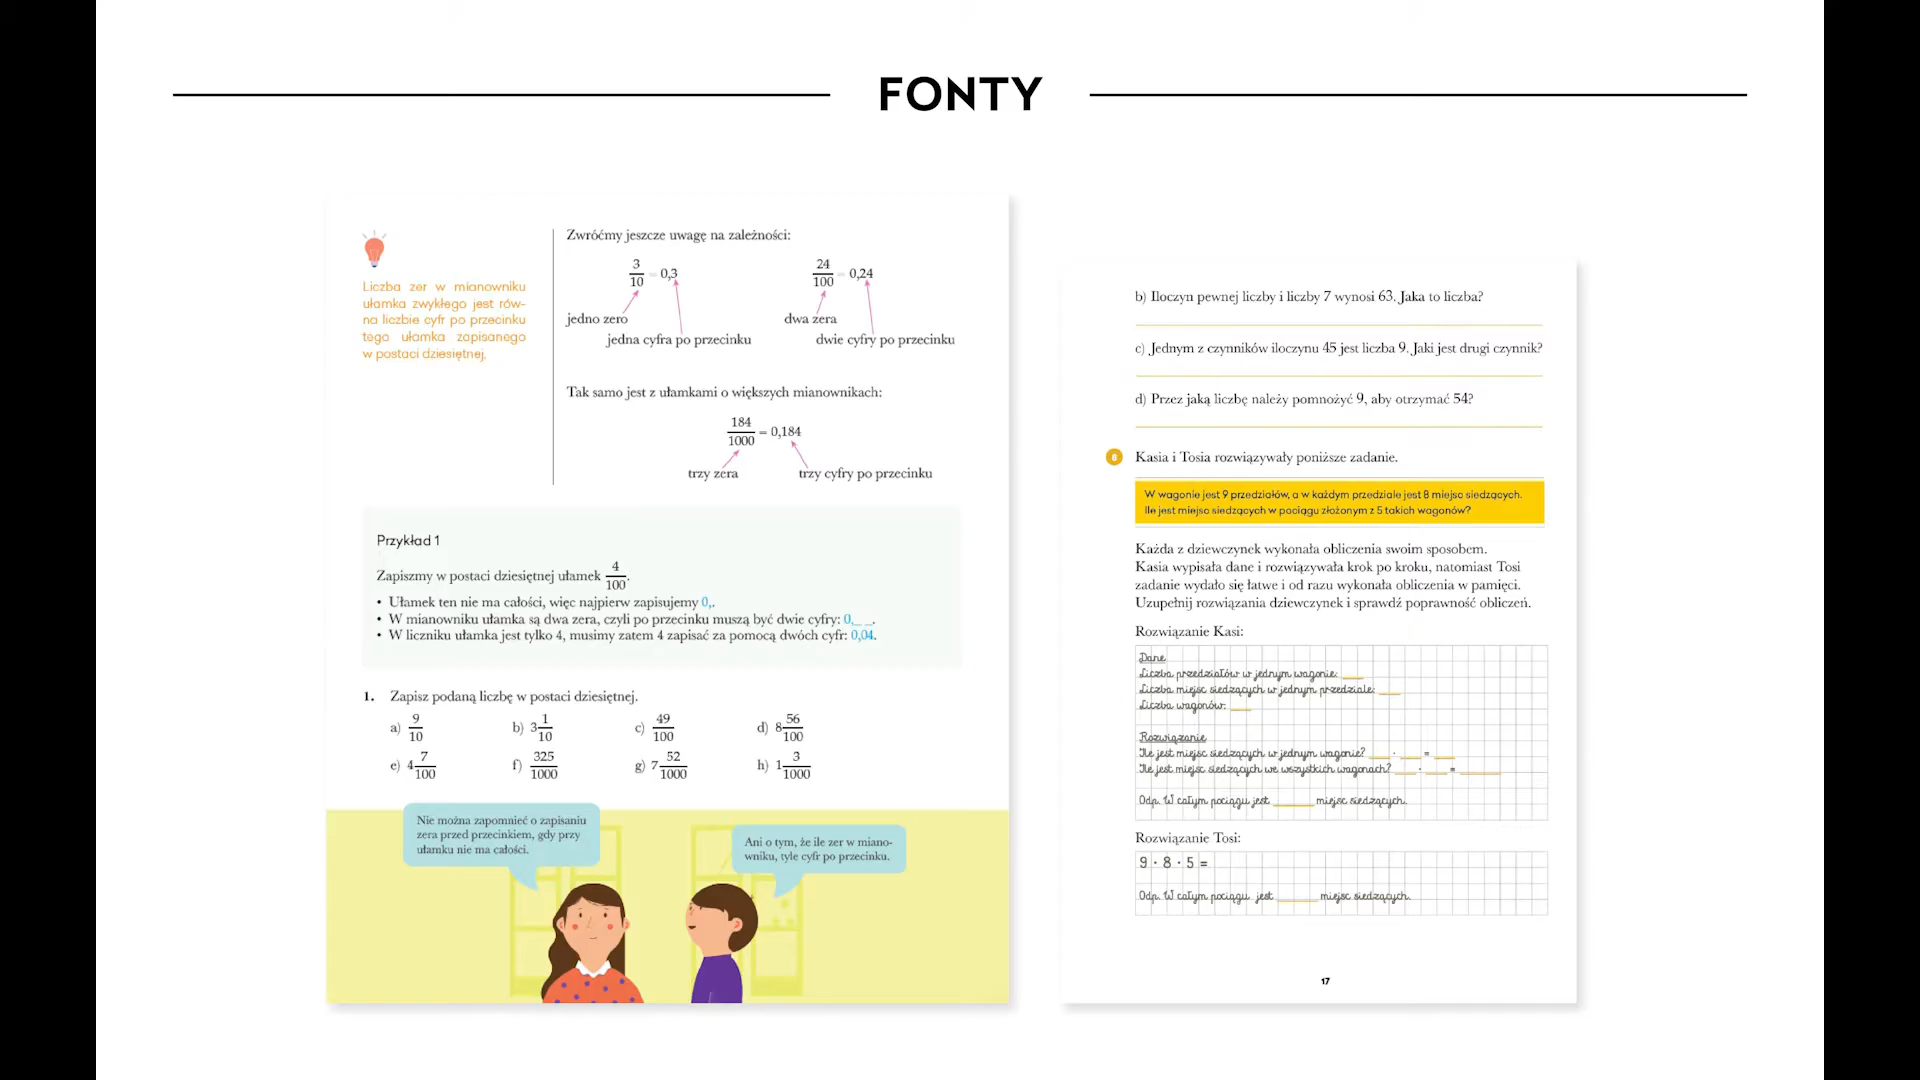 FONTY
Liczba zer w mianowniku
ułamka zwykłego jest rów-
na liczbie cyfr po przecinku
tego ułamka zapisanego
w postaci dziesiętnej.
Zwróćmy jeszcze uwagę na zależności:
3/10 = 0,3
24/100 = 0,24
jedno zero
dwa zera
jedna cyfra po przecinku
dwie cyfry po przecinku
Tak samo jest z ułamkami o większych mianownikach:
184/1000 = 0,184
trzy zera
trzy cyfry po przecinku
Przykład 1
Zapiszmy w postaci dziesiętnej ułamek 4/100.
• Ułamek ten nie ma całości, więc najpierw zapisujemy 0,.
• W mianowniku ułamka są dwa zera, czyli po przecinku muszą być dwie cyfry: 0,_ _.
• W liczniku ułamka jest tylko 4, musimy zatem 4 zapisać za pomocą dwóch cyfr: 0,04.
1. Zapisz podaną liczbę w postaci dziesiętnej.
a) 9/10 b) 3 1/10 c) 49/100 d) 8 56/100
e) 4 7/100 f) 325/1000 g) 7 52/1000 h) 1 3/1000
Nie można zapomnieć o zapisaniu
zera przed przecinkiem, gdy przy
ułamku nie ma całości.
Ani o tym, że ile zer w miano-
wniku, tyle cyfr po przecinku.
b) Iloczyn pewnej liczby i liczby 7 wynosi 63. Jaka to liczba?
c) Jednym z czynników iloczynu 45 jest liczba 9. Jaki jest drugi czynnik?
d) Przez jaką liczbę należy pomnożyć 9, aby otrzymać 54?
Kasia i Tosia rozwiązywały poniższe zadanie.
W wagonie jest 9 przedziałów, a w każdym przedziale jest 8 miejsc siedzących.
Ile jest miejsc siedzących w pociągu złożonym z 5 takich wagonów?
Każda z dziewczynek wykonała obliczenia swoim sposobem.
Kasia wypisała dane i rozwiązywała krok po kroku, natomiast Tosi
zadanie wydało się łatwe i od razu wykonała obliczenia w pamięci.
Uzupełnij rozwiązania dziewczynek i sprawdź poprawność obliczeń.
Rozwiązanie Kasi:
Dane
Liczba przedziałów w jednym wagonie: ___
Liczba miejsc siedzących w jednym przedziale: ___
Liczba wagonów: ___
Rozwiązanie
Ile jest miejsc siedzących w jednym wagonie? ___ · ___ = ___
Ile jest miejsc siedzących we wszystkich wagonach? ___ · ___ = ___
Odp. W całym pociągu jest ___ miejsc siedzących.
Rozwiązanie Tosi:
9 · 8 · 5 =
Odp. W całym pociągu jest ___ miejsc siedzących.
17